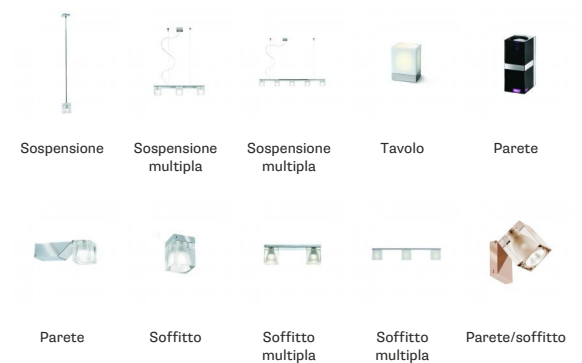 Sospensione
Sospensione
multipla
Sospensione
multipla
Tavolo
Parete
Parete
Soffitto
Soffitto
multipla
Soffitto
multipla
Parete/soffitto